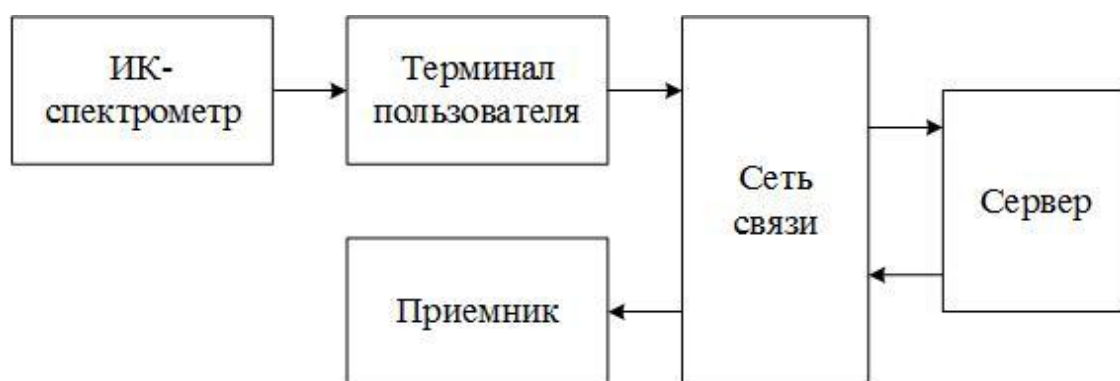 ИК-
спектрометр
Терминал
пользователя
Сеть
связи
Сервер
Приемник